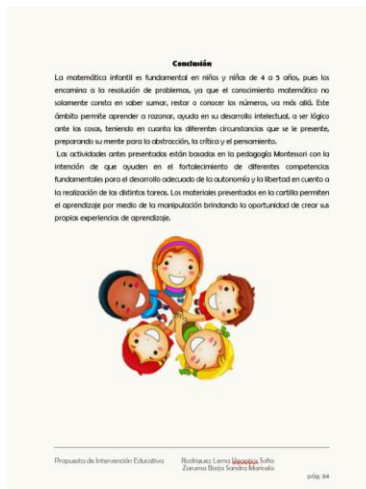 Conclusión
La matemática infantil es fundamental en niños y niñas de 4 a 5 años, pues los
encamina a la resolución de problemas, ya que el conocimiento matemático no
solamente consta en saber sumar, restar o conocer los números, va más allá. Este
ámbito permite aprender a razonar, ayuda en su desarrollo intelectual, a ser lógico
ante las cosas, teniendo en cuanta las diferentes circunstancias que se le presente,
preparando su mente para la abstracción, la crítica y el pensamiento.
Las actividades antes presentadas están basadas en la pedagogía Montesori con la
intención de que ayuden en el fortalecimiento de diferentes competencias
fundamentales para el desarrollo adecuado de la autonomía y la libertad en cuanto a
la realización de las distintas tareas. Los materiales presentados en la cartilla permiten
el aprendizaje por medio de la manipulación brindando la oportunidad de crear sus
propias experiencias de aprendizaje.
Propuesta de Intervención Educativa Rodríguez Lema Sofía
Zaruma Borja Sandra Maricela
pág. 84